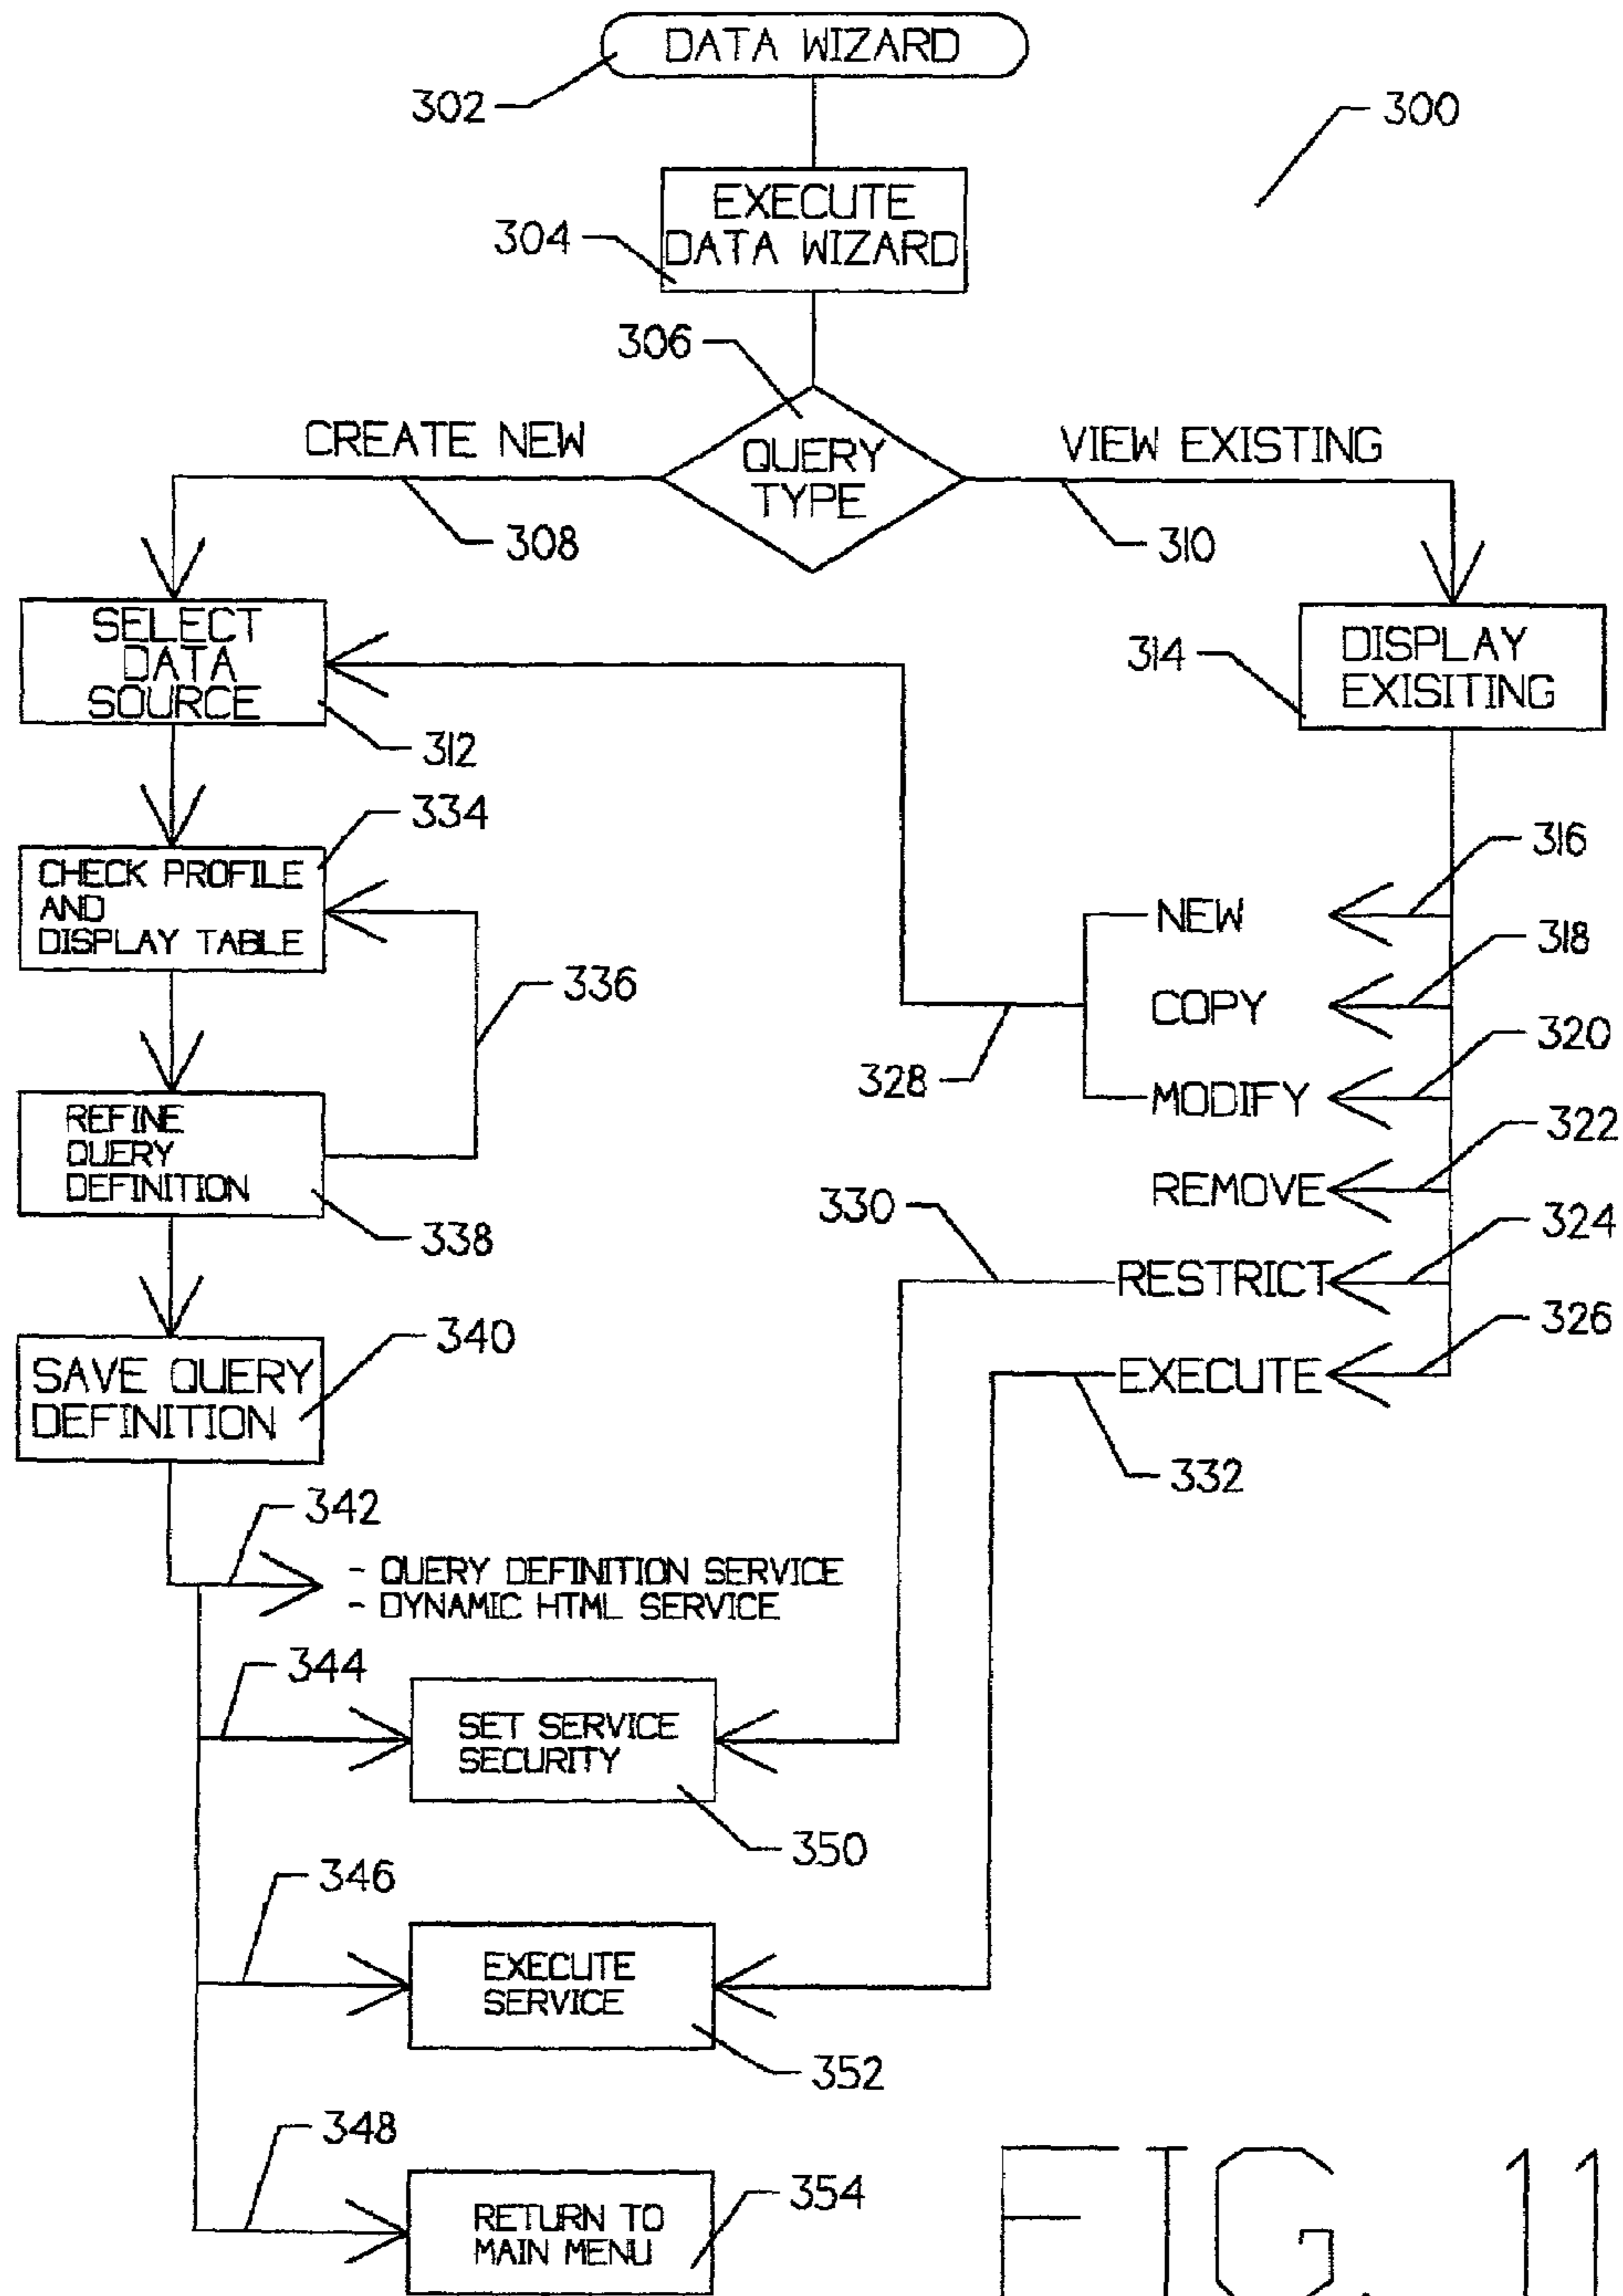 DATA WIZARD
302
300
EXECUTE
DATA WIZARD
304
306
CREATE NEW
QUERY
TYPE
VIEW EXISTING
308
310
SELECT
DATA
SOURCE
312
314
DISPLAY
EXISITING
334
CHECK PROFILE
AND
DISPLAY TABLE
336
316
NEW
318
COPY
320
328
MODIFY
322
REMOVE
REFINE
QUERY
DEFINITION
338
330
324
RESTRICT
326
EXECUTE
332
340
SAVE QUERY
DEFINITION
342
- QUERY DEFINITION SERVICE
- DYNAMIC HTML SERVICE
344
SET SERVICE
SECURITY
350
346
EXECUTE
SERVICE
352
348
RETURN TO
MAIN MENU
354
FIG. 11